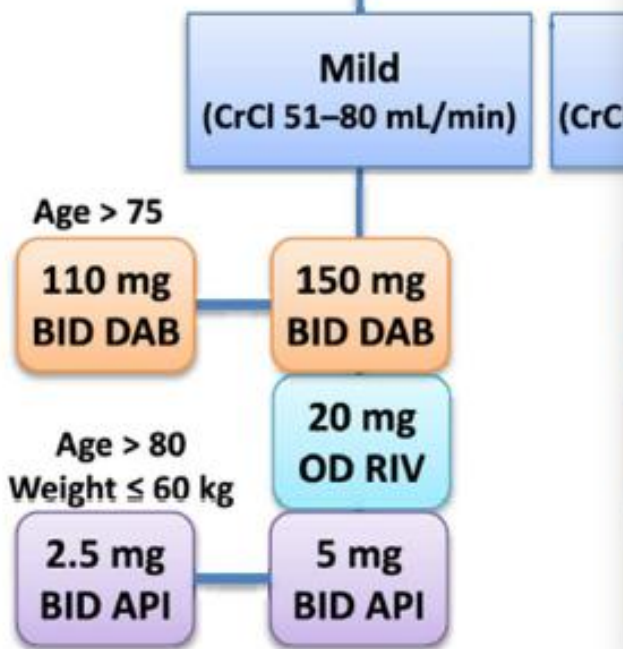 Mild
(CrCl 51–80 mL/min)
(CrC
Age > 75
110 mg
BID DAB
150 mg
BID DAB
20 mg
OD RIV
Age > 80
Weight ≤ 60 kg
2.5 mg
BID API
5 mg
BID API